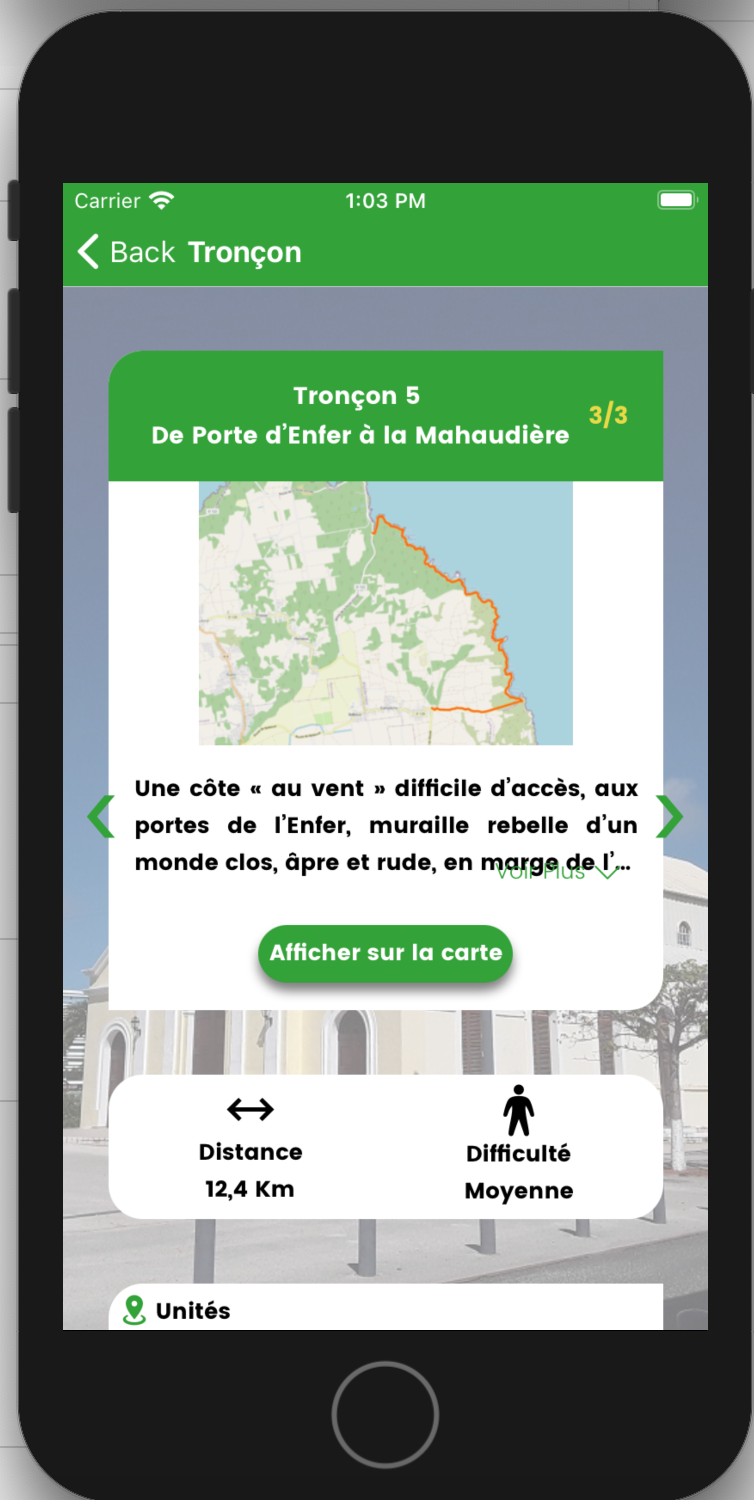 Carrier 1:03 PM
Back Tronçon
Tronçon 5
3/3
De Porte d’Enfer à la Mahaudière
Une côte « au vent » difficile d’accès, aux
portes de l’Enfer, muraille rebelle d’un
monde clos, âpre et rude, en marge de l’...
Voir Plus
Afficher sur la carte
Distance
12,4 Km
Difficulté
Moyenne
Unités